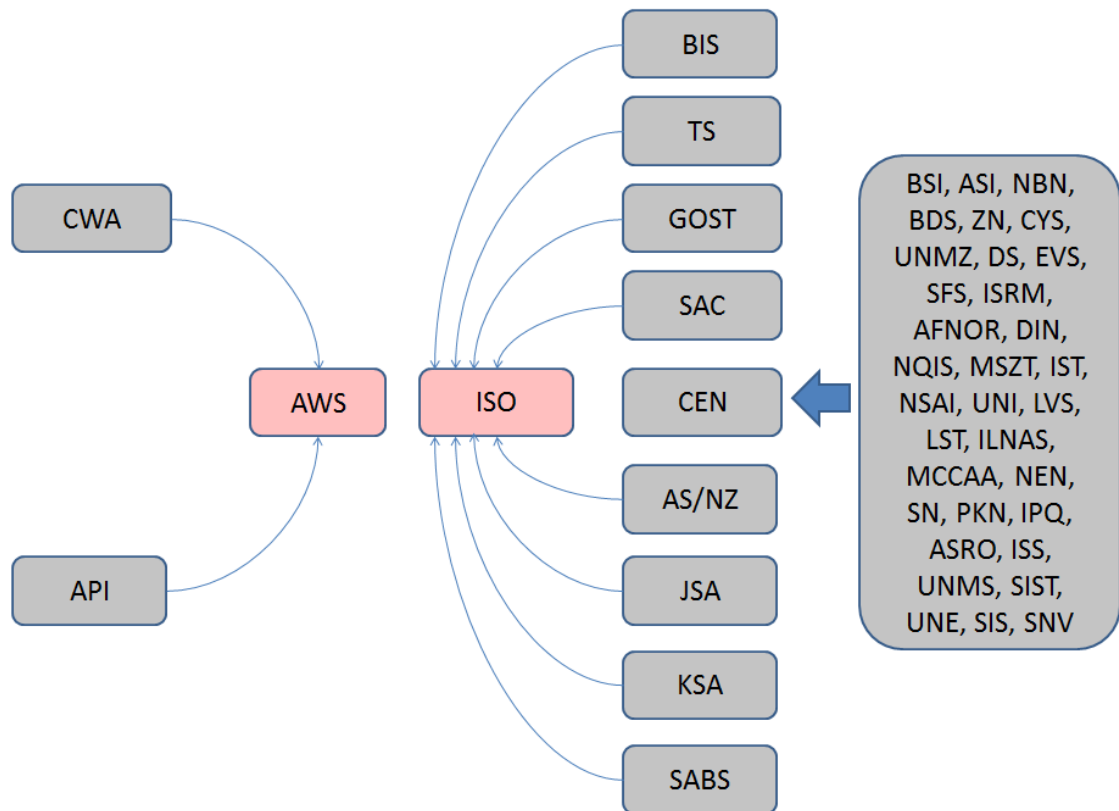 BIS
TS
GOST
SAC
CEN
AS/NZ
JSA
KSA
SABS
CWA
API
AWS
ISO
BSI, ASI, NBN,
BDS, ZN, CYS,
UNMZ, DS, EVS,
SFS, ISRM,
AFNOR, DIN,
NQIS, MSZT, IST,
NSAI, UNI, LVS,
LST, ILNAS,
MCCAA, NEN,
SN, PKN, IPQ,
ASRO, ISS,
UNMS, SIST,
UNE, SIS, SNV